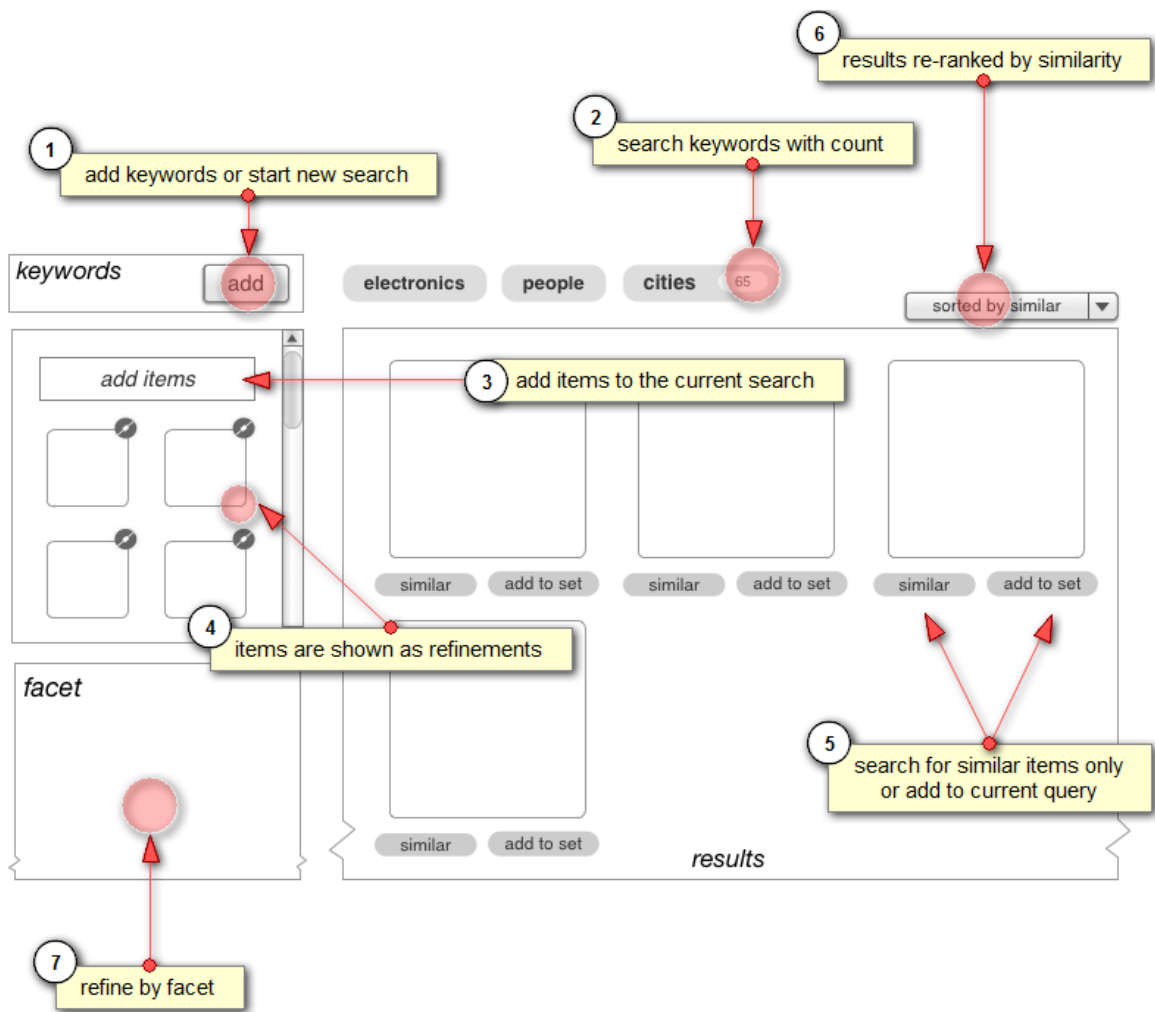 6
results re-ranked by similarity
2
search keywords with count
1
add keywords or start new search
keywords
add
electronics
people
cities
65
sorted by similar
add items
3
add items to the current search
similar
add to set
similar
add to set
similar
add to set
4
items are shown as refinements
facet
5
search for similar items only
or add to current query
similar
add to set
results
7
refine by facet